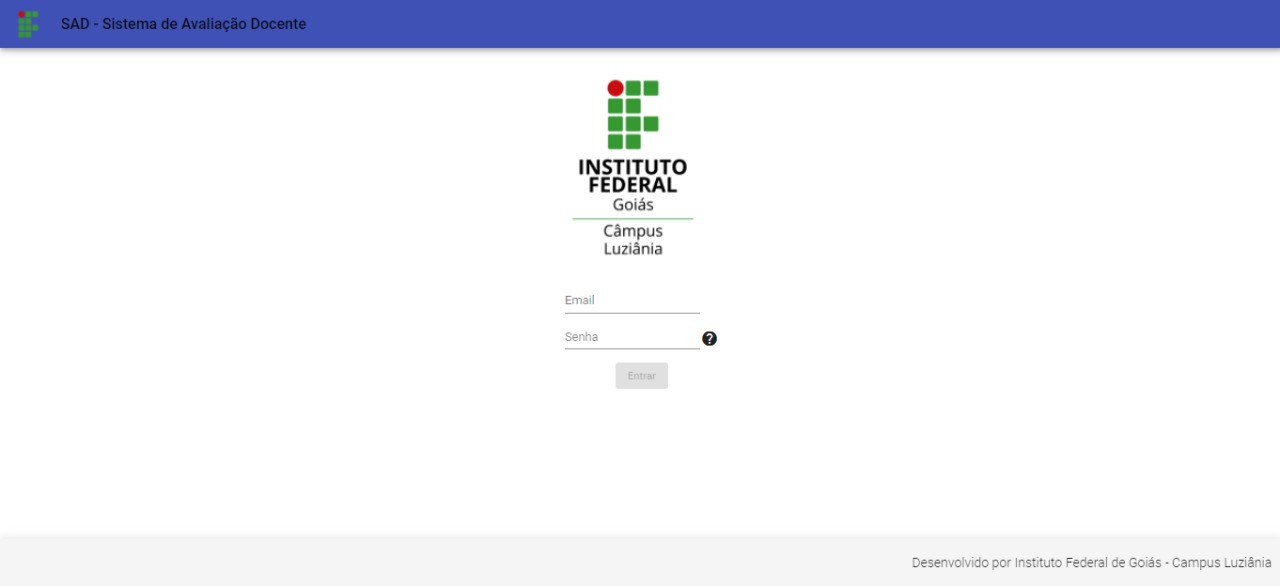 SAD - Sistema de Avaliação Docente
INSTITUTO
FEDERAL
Goiás
Câmpus
Luziânia
Email
Senha
?
Entrar
Desenvolvido por Instituto Federal de Goiás - Campus Luziânia